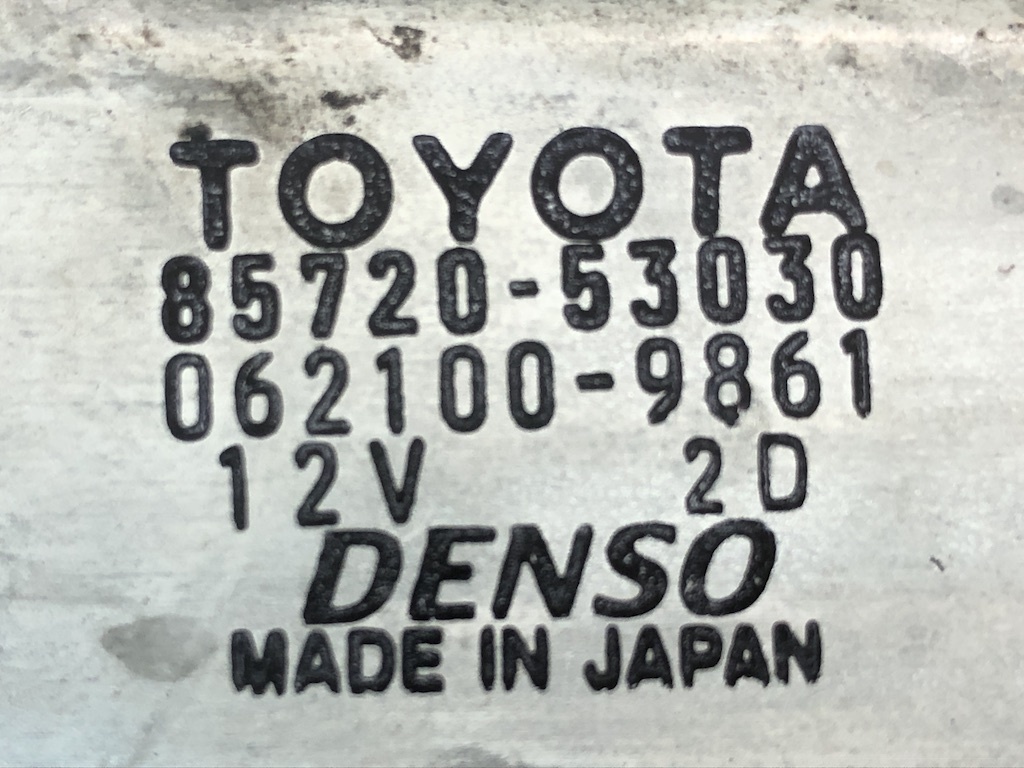 TOYOTA
85720-53030
062100-9861
12V 2D
DENSO
MADE IN JAPAN